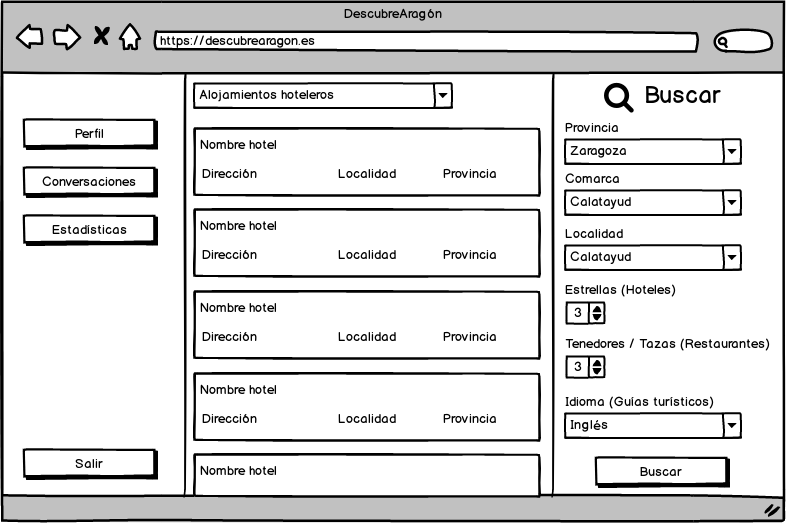 DescubreAragón
https://descubrearagon.es
Perfil
Conversaciones
Estadísticas
Salir
Alojamientos hoteleros
Nombre hotel
Dirección Localidad Provincia
Nombre hotel
Dirección Localidad Provincia
Nombre hotel
Dirección Localidad Provincia
Nombre hotel
Dirección Localidad Provincia
Nombre hotel
Buscar
Provincia
Zaragoza
Comarca
Calatayud
Localidad
Calatayud
Estrellas (Hoteles)
3
Tenedores / Tazas (Restaurantes)
3
Idioma (Guías turísticos)
Inglés
Buscar